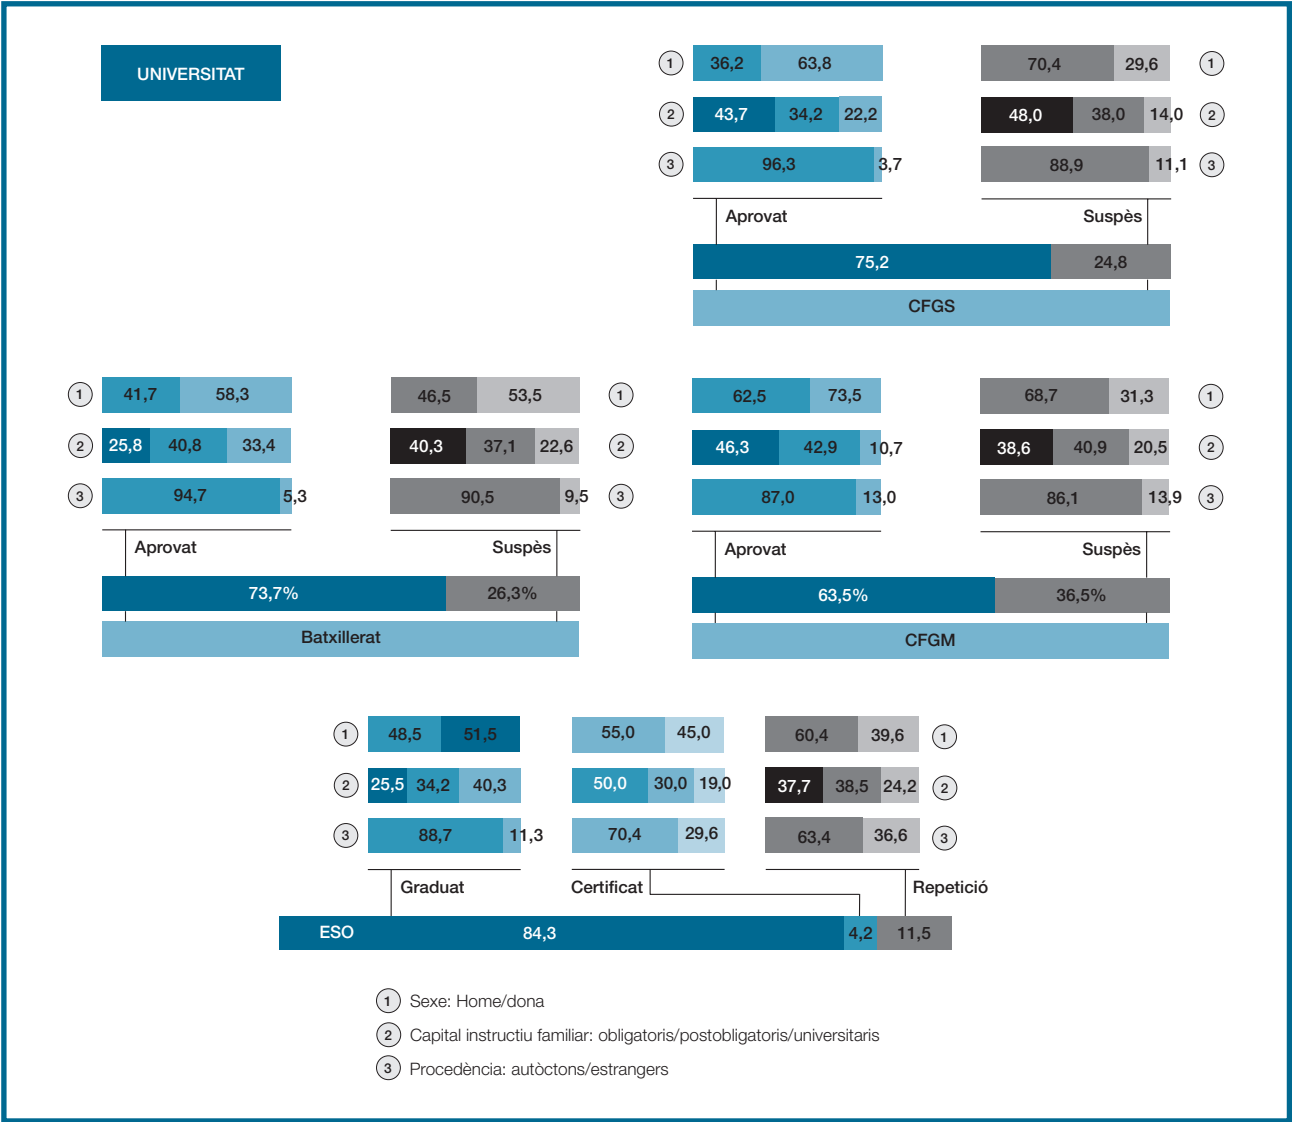 UNIVERSITAT
1 36,2 63,8 70,4 29,6 1
2 43,7 34,2 22,2 48,0 38,0 14,0 2
3 96,3 3,7 88,9 11,1 3
Aprovat Suspès
75,2 24,8
CFGS
1 41,7 58,3 46,5 53,5 1
2 25,8 40,8 33,4 40,3 37,1 22,6 2
3 94,7 5,3 90,5 9,5 3
Aprovat Suspès
73,7% 26,3%
Batxillerat
62,5 73,5 68,7 31,3 1
46,3 42,9 10,7 38,6 40,9 20,5 2
87,0 13,0 86,1 13,9 3
Aprovat Suspès
63,5% 36,5%
CFGM
1 48,5 51,5 55,0 45,0 60,4 39,6 1
2 25,5 34,2 40,3 50,0 30,0 19,0 37,7 38,5 24,2 2
3 88,7 11,3 70,4 29,6 63,4 36,6 3
Graduat Certificat Repetició
ESO 84,3 4,2 11,5
1 Sexe: Home/dona
2 Capital instructiu familiar: obligatoris/postobligatoris/universitaris
3 Procedència: autòctons/estrangers